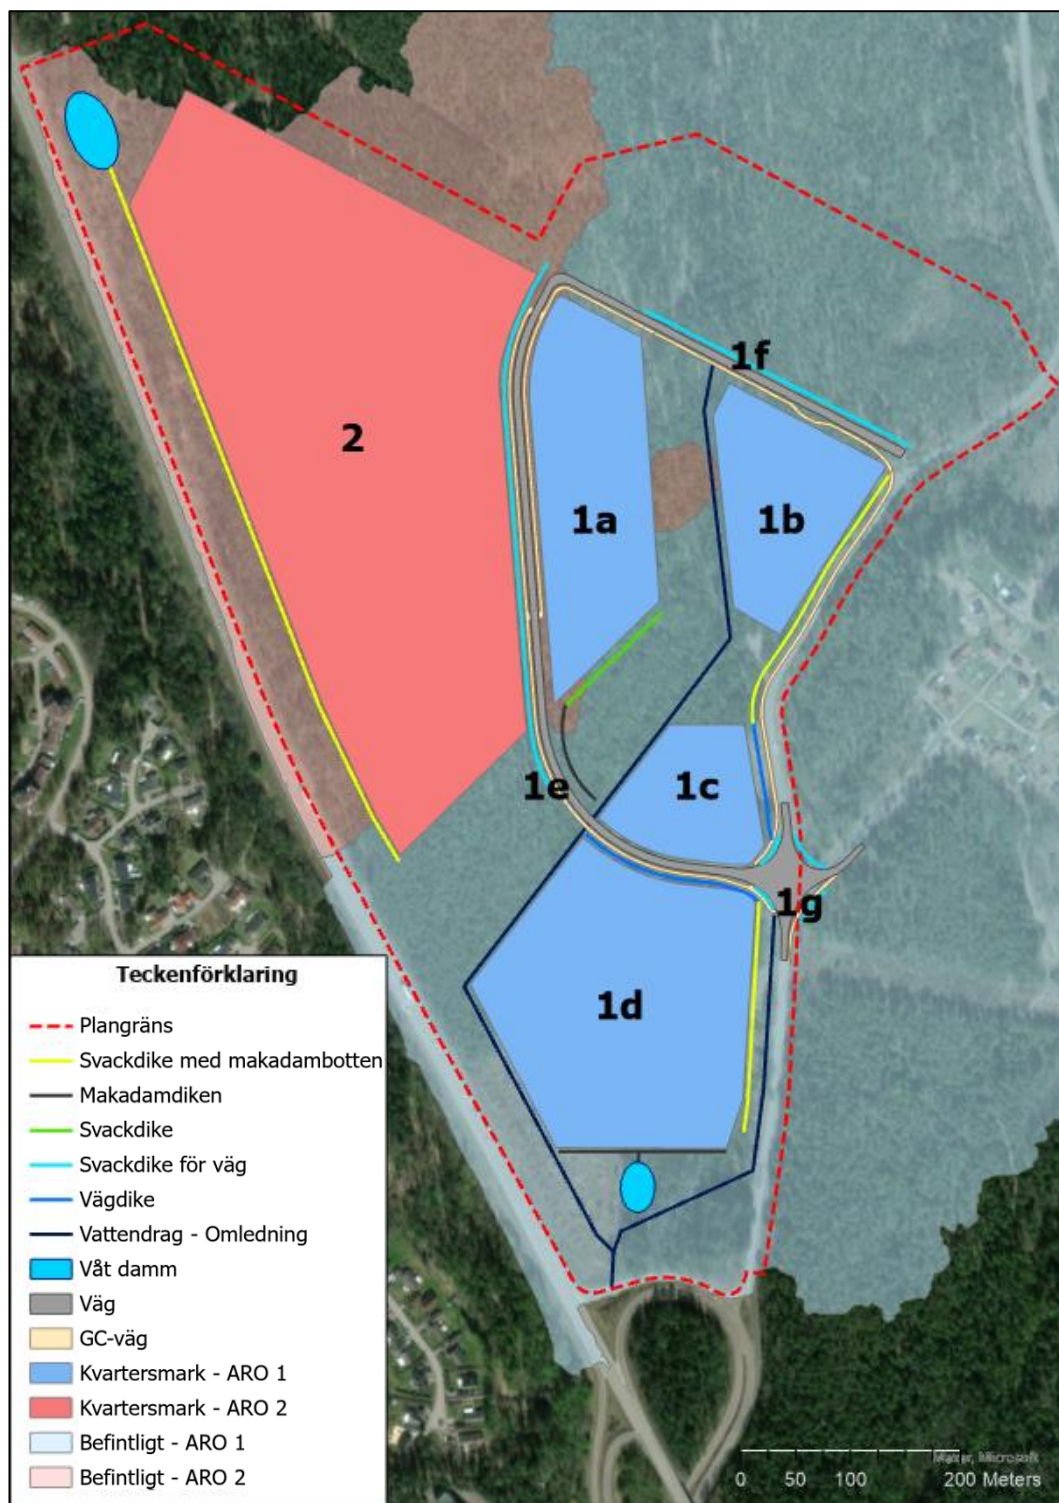 1f
2
1a
1b
1e
1c
1g
1d
Teckenförklaring
Plangräns
Svackdike med makadambotten
Makadamdiken
Svackdike
Svackdike för väg
Vägdike
Vattendrag - Omledning
Våt damm
Väg
GC-väg
Kvartersmark - ARO 1
Kvartersmark - ARO 2
Befintligt - ARO 1
Befintligt - ARO 2
Maxar, Microsoft
0 50 100 200 Meters